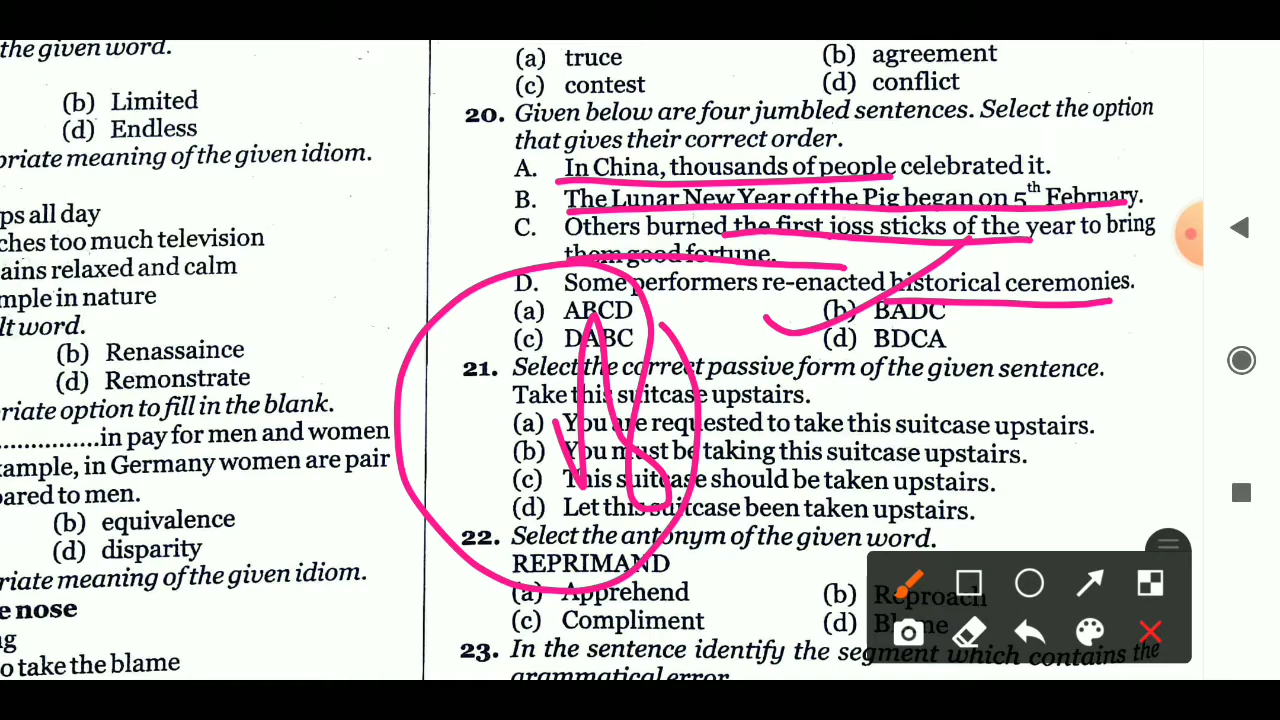 the given word.
(b) Limited
(d) Endless
priate meaning of the given idiom.
ps all day
ches too much television
ains relaxed and calm
mple in nature
lt word.
(b) Renassaince
(d) Remonstrate
riate option to fill in the blank.
...............in pay for men and women
xample, in Germany women are pair
pared to men.
(b) equivalence
(d) disparity
riate meaning of the given idiom.
e nose
ng
o take the blame
(a) truce (b) agreement
(c) contest (d) conflict
20. Given below are four jumbled sentences. Select the option
that gives their correct order.
A. In China, thousands of people celebrated it.
B. The Lunar New Year of the Pig began on 5th February.
C. Others burned the first joss sticks of the year to bring
them good fortune.
D. Some performers re-enacted historical ceremonies.
(a) ABCD (b) BADC
(c) DABC (d) BDCA
21. Select the correct passive form of the given sentence.
Take this suitcase upstairs.
(a) You are requested to take this suitcase upstairs.
(b) You must be taking this suitcase upstairs.
(c) This suitcase should be taken upstairs.
(d) Let this suitcase been taken upstairs.
22. Select the antonym of the given word.
REPRIMAND
(a) Apprehend (b) Reproach
(c) Compliment (d) Blame
23. In the sentence identify the segment which contains the
grammatical error.